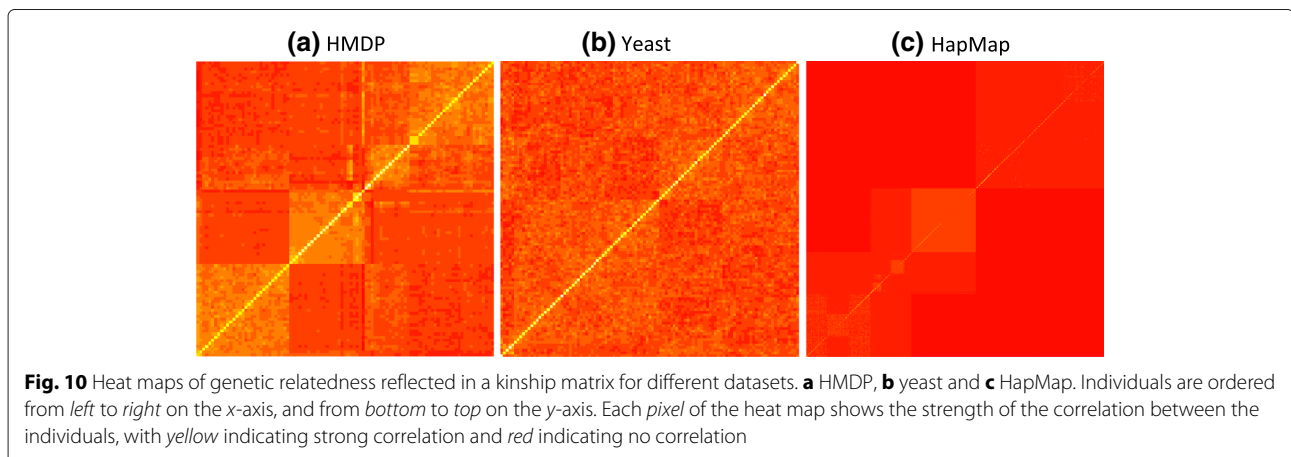 (a) HMDP (b) Yeast (c) HapMap
Fig. 10 Heat maps of genetic relatedness reflected in a kinship matrix for different datasets. a HMDP, b yeast and c HapMap. Individuals are ordered
from left to right on the x-axis, and from bottom to top on the y-axis. Each pixel of the heat map shows the strength of the correlation between the
individuals, with yellow indicating strong correlation and red indicating no correlation